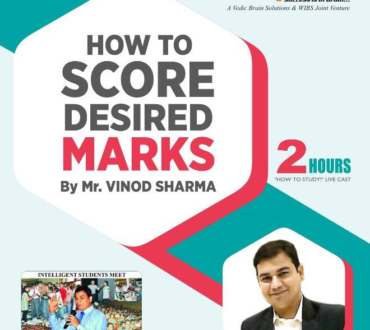 A Vedic Brain Solutions & WIBS Joint Venture
HOW TO
SCORE
DESIRED
MARKS
By Mr. VINOD SHARMA
2 HOURS
"HOW TO STUDY?" LIVE CAST
INTELLIGENT STUDENTS MEET